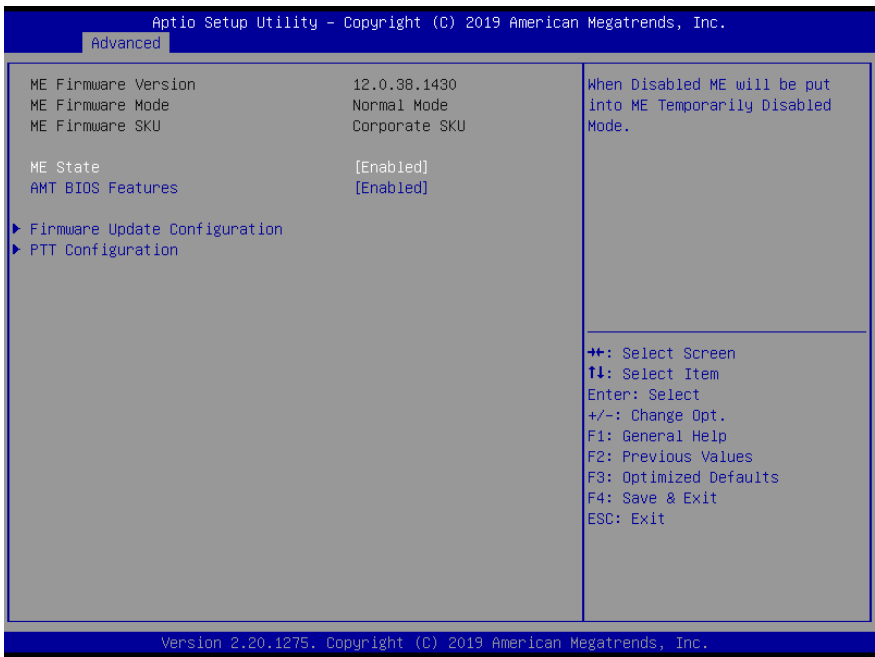 Aptio Setup Utility – Copyright (C) 2019 American Megatrends, Inc.
Advanced
ME Firmware Version 12.0.38.1430
ME Firmware Mode Normal Mode
ME Firmware SKU Corporate SKU
ME State [Enabled]
AMT BIOS Features [Enabled]
▶ Firmware Update Configuration
▶ PTT Configuration
When Disabled ME will be put
into ME Temporarily Disabled
Mode.
→←: Select Screen
↑↓: Select Item
Enter: Select
+/-: Change Opt.
F1: General Help
F2: Previous Values
F3: Optimized Defaults
F4: Save & Exit
ESC: Exit
Version 2.20.1275. Copyright (C) 2019 American Megatrends, Inc.